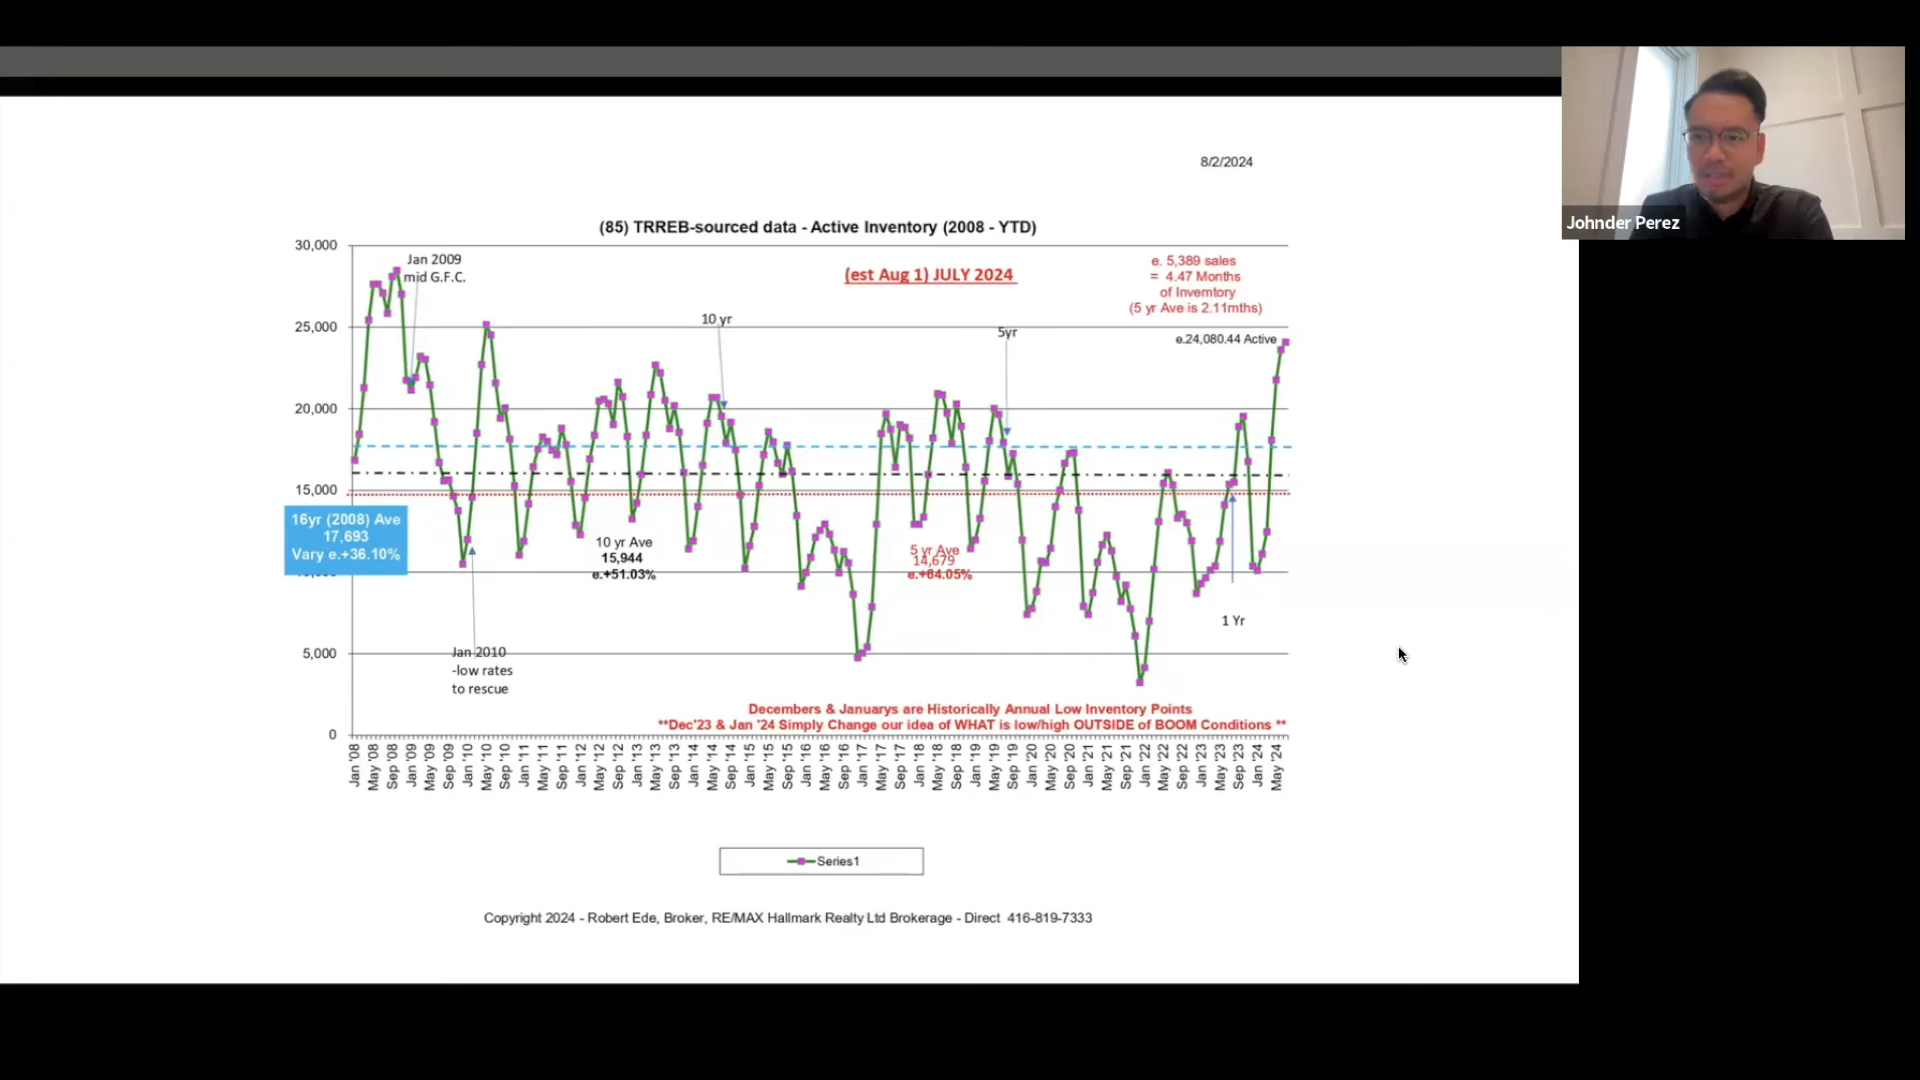 Johnder Perez
8/2/2024
(85) TRREB-sourced data - Active Inventory (2008 - YTD)
30,000
25,000
20,000
15,000
5,000
0
Jan 2009
mid G.F.C.
(est Aug 1) JULY 2024
e. 5,389 sales
= 4.47 Months
of Invemtory
(5 yr Ave is 2.11mths)
10 yr
5yr
e.24,080.44 Active
16yr (2008) Ave
17,693
Vary e.+36.10%
10 yr Ave
15,944
e.+51.03%
5 yr Ave
14,679
e.+64.05%
1 Yr
Jan 2010
-low rates
to rescue
Decembers & Januarys are Historically Annual Low Inventory Points
**Dec'23 & Jan '24 Simply Change our idea of WHAT is low/high OUTSIDE of BOOM Conditions **
Jan '08
May '08
Sep '08
Jan '09
May '09
Sep '09
Jan '10
May '10
Sep '10
Jan '11
May '11
Sep '11
Jan '12
May '12
Sep '12
Jan '13
May '13
Sep '13
Jan '14
May '14
Sep '14
Jan '15
May '15
Sep '15
Jan '16
May '16
Sep '16
Jan '17
May '17
Sep '17
Jan '18
May '18
Sep '18
Jan '19
May '19
Sep '19
Jan '20
May '20
Sep '20
Jan '21
May '21
Sep '21
Jan '22
May '22
Sep '22
Jan '23
May '23
Sep '23
Jan '24
May '24
Series1
Copyright 2024 - Robert Ede, Broker, RE/MAX Hallmark Realty Ltd Brokerage - Direct 416-819-7333